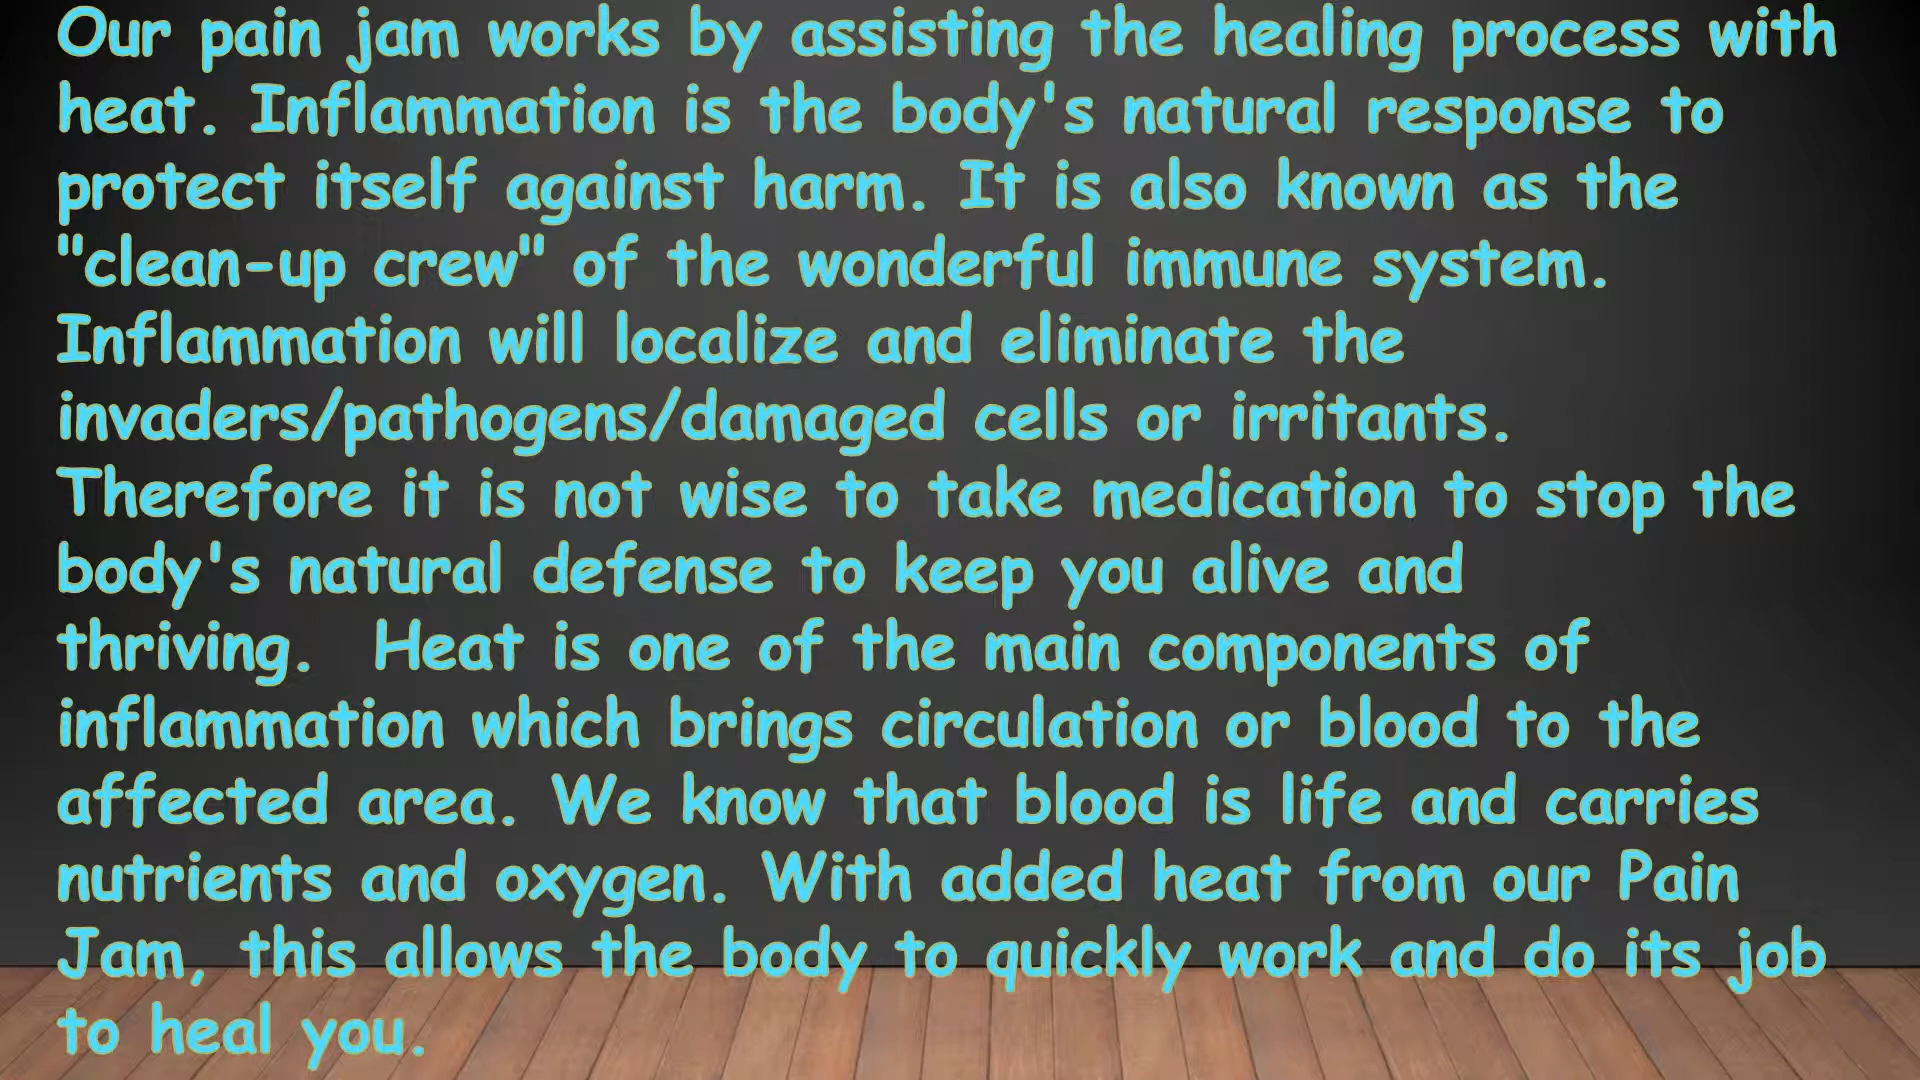 Our pain jam works by assisting the healing process with
heat. Inflammation is the body's natural response to
protect itself against harm. It is also known as the
"clean-up crew" of the wonderful immune system.
Inflammation will localize and eliminate the
invaders/pathogens/damaged cells or irritants.
Therefore it is not wise to take medication to stop the
body's natural defense to keep you alive and
thriving.  Heat is one of the main components of
inflammation which brings circulation or blood to the
affected area. We know that blood is life and carries
nutrients and oxygen. With added heat from our Pain
Jam, this allows the body to quickly work and do its job
to heal you.